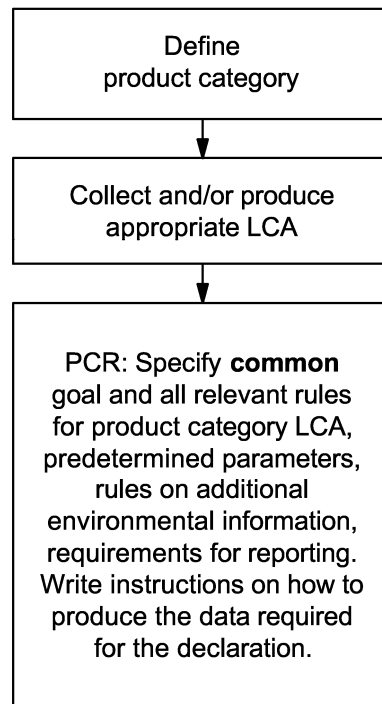 Define
product category
Collect and/or produce
appropriate LCA
PCR: Specify common
goal and all relevant rules
for product category LCA,
predetermined parameters,
rules on additional
environmental information,
requirements for reporting.
Write instructions on how to
produce the data required
for the declaration.